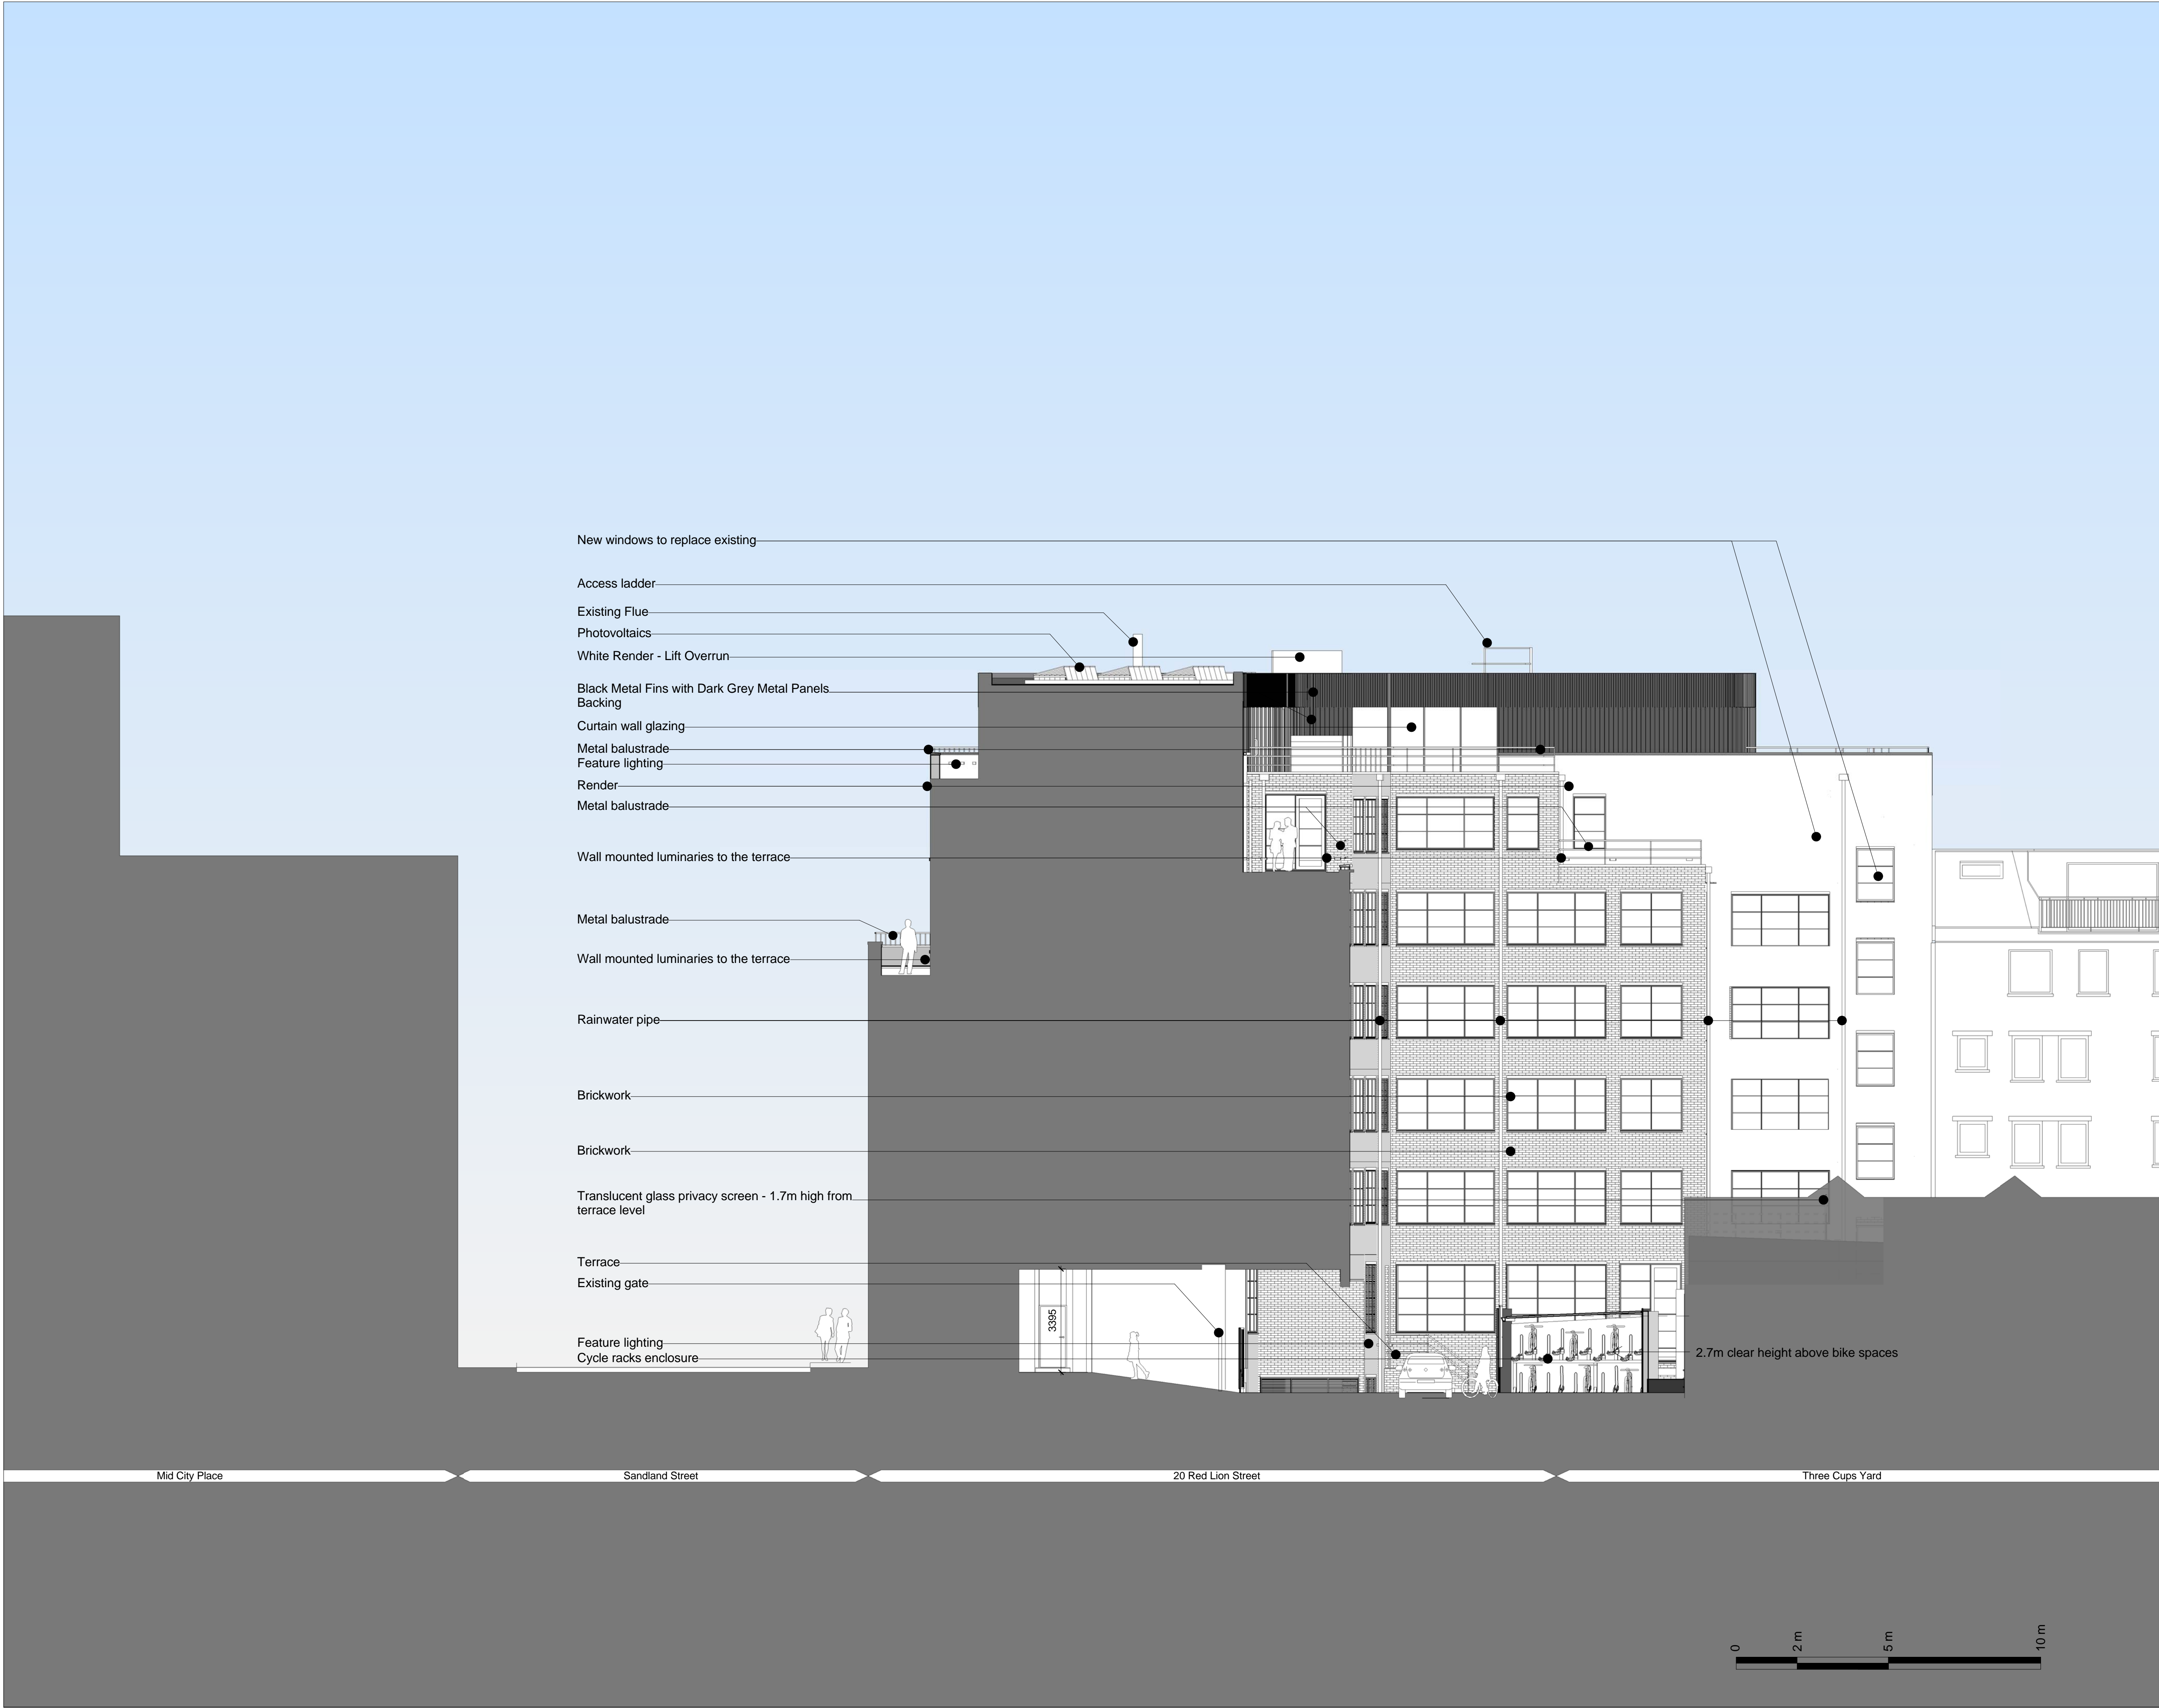 New windows to replace existing
Access ladder
Existing Flue
Photovoltaics
White Render - Lift Overrun
Black Metal Fins with Dark Grey Metal Panels
Backing
Curtain wall glazing
Metal balustrade
Feature lighting
Render
Metal balustrade
Wall mounted luminaries to the terrace
Metal balustrade
Wall mounted luminaries to the terrace
Rainwater pipe
Brickwork
Brickwork
Translucent glass privacy screen - 1.7m high from
terrace level
Terrace
Existing gate
3395
Feature lighting
Cycle racks enclosure
2.7m clear height above bike spaces
Mid City Place
Sandland Street
20 Red Lion Street
Three Cups Yard
0
2 m
5 m
10 m